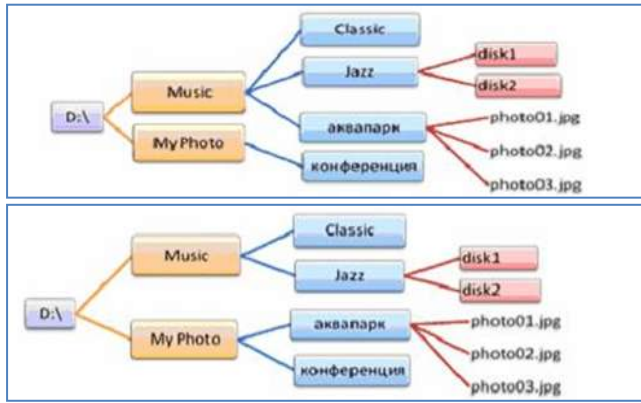 Classic
disk1
Jazz
disk2
Music
D:\
аквапарк
photo01.jpg
My Photo
photo02.jpg
конференция
photo03.jpg
Classic
Music
disk1
Jazz
disk2
D:\
аквапарк
photo01.jpg
My Photo
photo02.jpg
конференция
photo03.jpg